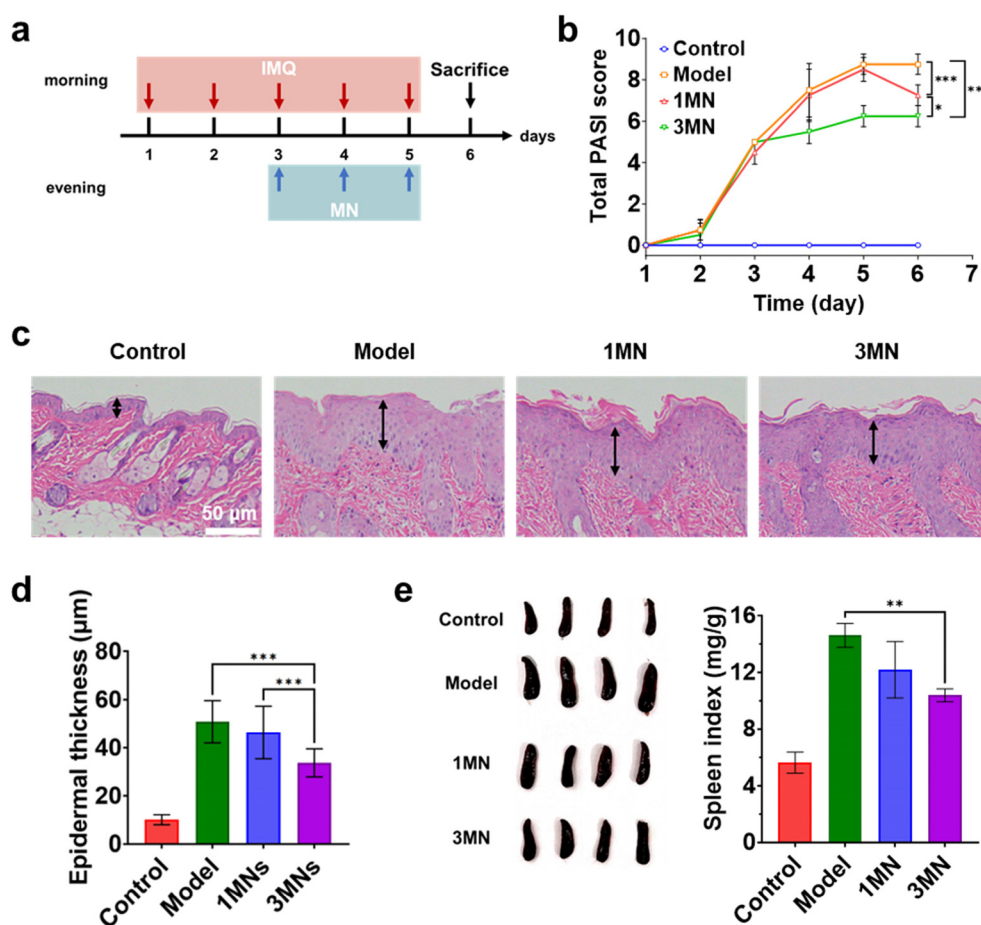 a
morning
IMQ
Sacrifice
days
1 2 3 4 5 6
evening
MN
b
Total PASI score
10
8
6
4
2
0
Control
Model
1MN
3MN
***
*
**
1 2 3 4 5 6 7
Time (day)
c
Control Model 1MN 3MN
50 μm
d
Epidermal thickness (μm)
80
60
40
20
0
***
***
Control Model 1MNs 3MNs
e
Control
Model
1MN
3MN
Spleen index (mg/g)
16
12
8
4
0
**
Control Model 1MN 3MN